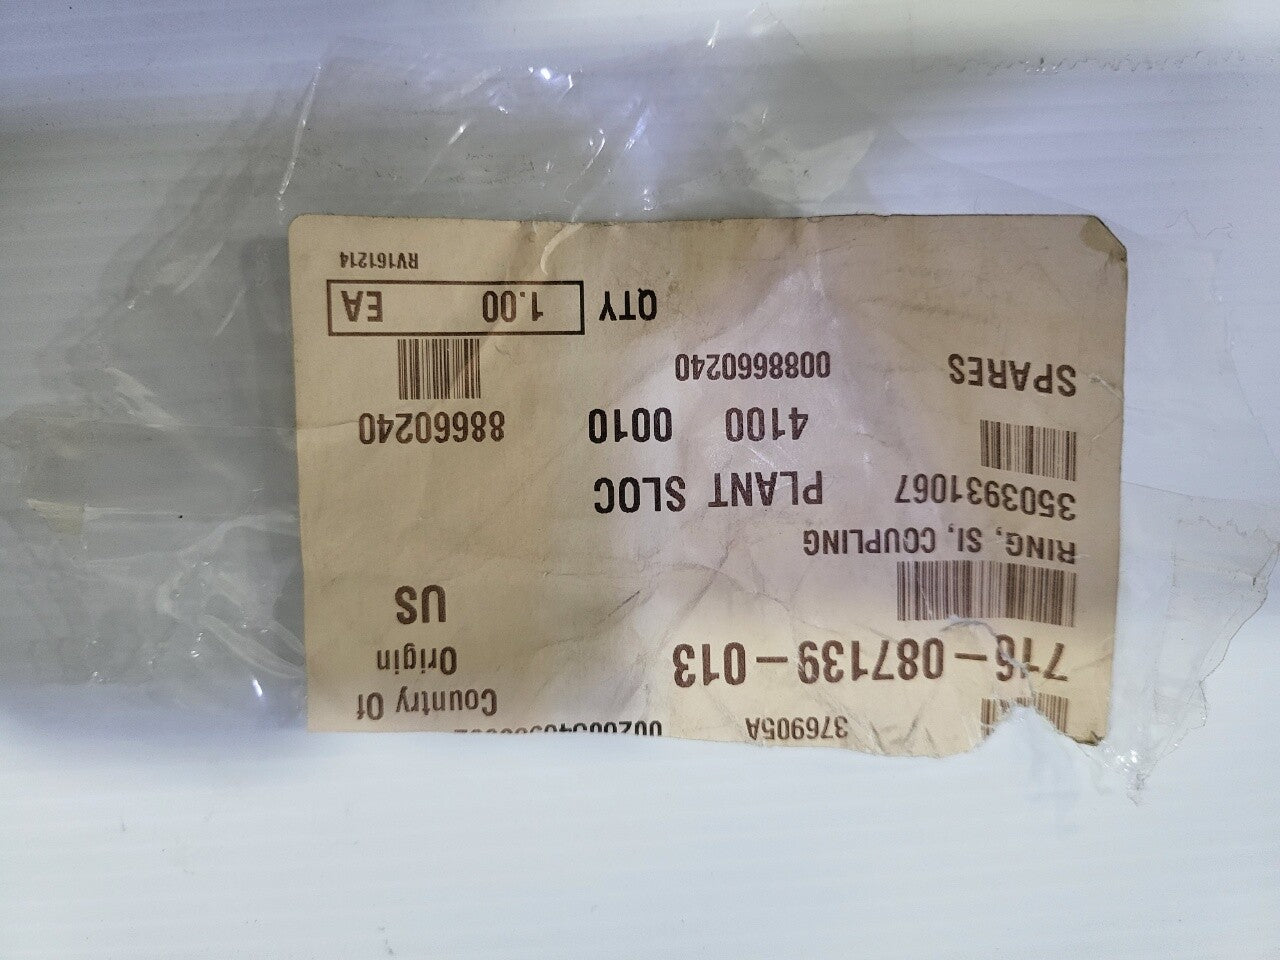 376905A
Country Of
Origin
US
716-087139-013
RING, SI, COUPLING
3503931067
PLANT SLOC
4100 0010
88660240
SPARES
0088660240
QTY 1.00 EA
RV161214